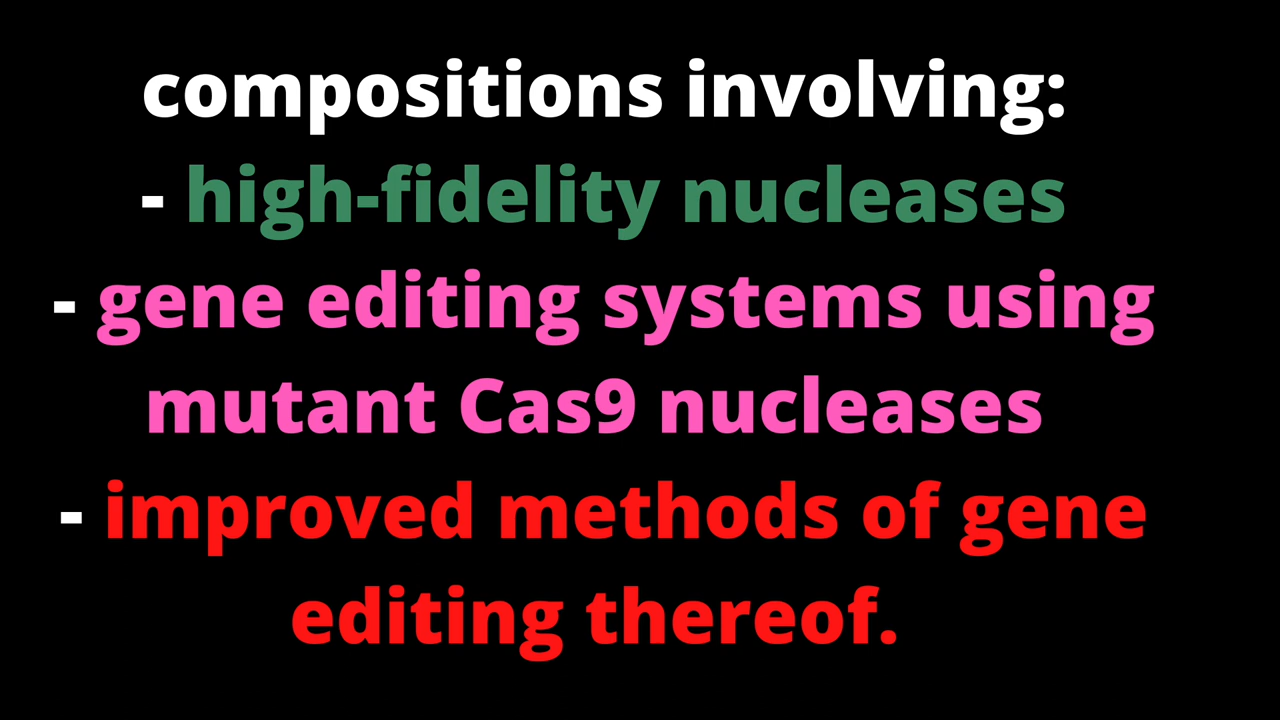 compositions involving:
- high-fidelity nucleases
- gene editing systems using
mutant Cas9 nucleases
- improved methods of gene
editing thereof.